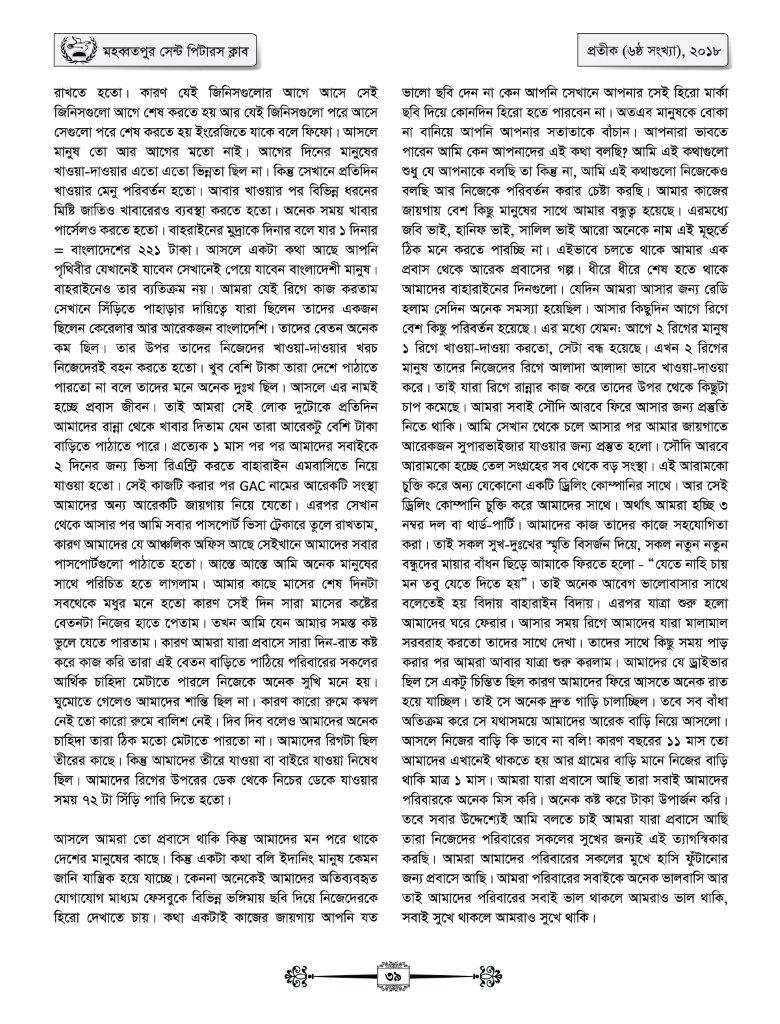 মহব্বতপুর সেন্ট পিটারস ক্লাব
প্রতীক (৬ষ্ঠ সংখ্যা), ২০১৮
রাখতে হতো। কারণ যেই জিনিসগুলোর আগে আসে সেই
জিনিসগুলো আগে শেষ করতে হয় আর যেই জিনিসগুলো পরে আসে
সেগুলো পরে শেষ করতে হয় ইংরেজিতে যাকে বলে ফিফো। আসলে
মানুষ তো আর আগের মতো নাই। আগের দিনের মানুষের
খাওয়া-দাওয়ার এতো এতো ভিন্নতা ছিল না। কিন্তু সেখানে প্রতিদিন
খাওয়ার মেনু পরিবর্তন হতো। আবার খাওয়ার পর বিভিন্ন ধরনের
মিষ্টি জাতিও খাবারেরও ব্যবস্থা করতে হতো। অনেক সময় খাবার
পার্সেলও করতে হতো। বাহরাইনের মুদ্রাকে দিনার বলে যার ১ দিনার
= বাংলাদেশের ২২১ টাকা। আসলে একটা কথা আছে আপনি
পৃথিবীর যেখানেই যাবেন সেখানেই পেয়ে যাবেন বাংলাদেশী মানুষ।
বাহরাইনেও তার ব্যতিক্রম নয়। আমরা যেই রিগে কাজ করতাম
সেখানে সিঁড়িতে পাহাড়ার দায়িত্বে যারা ছিলেন তাদের একজন
ছিলেন কেরেলার আর আরেকজন বাংলাদেশি। তাদের বেতন অনেক
কম ছিল। তার উপর তাদের নিজেদের খাওয়া-দাওয়ার খরচ
নিজেদেরই বহন করতে হতো। খুব বেশি টাকা তারা দেশে পাঠাতে
পারতো না বলে তাদের মনে অনেক দুঃখ ছিল। আসলে এর নামই
হচ্ছে প্রবাস জীবন। তাই আমরা সেই লোক দুটোকে প্রতিদিন
আমাদের রান্না থেকে খাবার দিতাম যেন তারা আরেকটু বেশি টাকা
বাড়িতে পাঠাতে পারে। প্রত্যেক ১ মাস পর পর আমাদের সবাইকে
২ দিনের জন্য ভিসা রিএন্ট্রি করতে বাহারাইন এমবাসিতে নিয়ে
যাওয়া হতো। সেই কাজটি করার পর GAC নামের আরেকটি সংস্থা
আমাদের অন্য আরেকটি জায়গায় নিয়ে যেতো। এরপর সেখান
থেকে আসার পর আমি সবার পাসপোর্ট ভিসা ট্রেকারে তুলে রাখতাম,
কারণ আমাদের যে আঞ্চলিক অফিস আছে সেইখানে আমাদের সবার
পাসপোর্টগুলো পাঠাতে হতো। আস্তে আস্তে আমি অনেক মানুষের
সাথে পরিচিত হতে লাগলাম। আমার কাছে মাসের শেষ দিনটা
সবথেকে মধুর মনে হতো কারণ সেই দিন সারা মাসের কষ্টের
বেতনটা নিজের হাতে পেতাম। তখন আমি যেন আমার সমস্ত কষ্ট
ভুলে যেতে পারতাম। কারণ আমরা যারা প্রবাসে সারা দিন-রাত কষ্ট
করে কাজ করি তারা এই বেতন বাড়িতে পাঠিয়ে পরিবারের সকলের
আর্থিক চাহিদা মেটাতে পারলে নিজেকে অনেক সুখি মনে হয়।
ঘুমোতে গেলেও আমাদের শান্তি ছিল না। কারণ কারো রুমে কম্বল
নেই তো কারো রুমে বালিশ নেই। দিব দিব বলেও আমাদের অনেক
চাহিদা তারা ঠিক মতো মেটাতে পারতো না। আমাদের রিগটা ছিল
তীরের কাছে। কিন্তু আমাদের তীরে যাওয়া বা বাইরে যাওয়া নিষেধ
ছিল। আমাদের রিগের উপরের ডেক থেকে নিচের ডেকে যাওয়ার
সময় ৭২ টা সিঁড়ি পারি দিতে হতো।
আসলে আমরা তো প্রবাসে থাকি কিন্তু আমাদের মন পরে থাকে
দেশের মানুষের কাছে। কিন্তু একটা কথা বলি ইদানিং মানুষ কেমন
জানি যান্ত্রিক হয়ে যাচ্ছে। কেননা অনেকেই আমাদের অতিব্যবহৃত
যোগাযোগ মাধ্যম ফেসবুকে বিভিন্ন ভঙ্গিমায় ছবি দিয়ে নিজেদেরকে
হিরো দেখাতে চায়। কথা একটাই কাজের জায়গায় আপনি যত
ভালো ছবি দেন না কেন আপনি সেখানে আপনার সেই হিরো মার্কা
ছবি দিয়ে কোনদিন হিরো হতে পারবেন না। অতএব মানুষকে বোকা
না বানিয়ে আপনি আপনার সততাকে বাঁচান। আপনারা ভাবতে
পারেন আমি কেন আপনাদের এই কথা বলছি? আমি এই কথাগুলো
শুধু যে আপনাকে বলছি তা কিন্তু না, আমি এই কথাগুলো নিজেকেও
বলছি আর নিজেকে পরিবর্তন করার চেষ্টা করছি। আমার কাজের
জায়গায় বেশ কিছু মানুষের সাথে আমার বন্ধুত্ব হয়েছে। এরমধ্যে
জবি ভাই, হানিফ ভাই, সালিল ভাই আরো অনেকে নাম এই মূহুর্তে
ঠিক মনে করতে পারছি না। এইভাবে চলতে থাকে আমার এক
প্রবাস থেকে আরেক প্রবাসের গল্প। ধীরে ধীরে শেষ হতে থাকে
আমাদের বাহারাইনের দিনগুলো। যেদিন আমরা আসার জন্য রেডি
হলাম সেদিন অনেক সমস্যা হয়েছিল। আসার কিছুদিন আগে রিগে
বেশ কিছু পরিবর্তন হয়েছে। এর মধ্যে যেমন: আগে ২ রিগের মানুষ
১ রিগে খাওয়া-দাওয়া করতো, সেটা বন্ধ হয়েছে। এখন ২ রিগের
মানুষ তাদের নিজেদের রিগে আলাদা আলাদা ভাবে খাওয়া-দাওয়া
করে। তাই যারা রিগে রান্নার কাজ করে তাদের উপর থেকে কিছুটা
চাপ কমেছে। আমরা সবাই সৌদি আরবে ফিরে আসার জন্য প্রস্তুতি
নিতে থাকি। আমি সেখান থেকে চলে আসার পর আমার জায়গাতে
আরেকজন সুপারভাইজার যাওয়ার জন্য প্রস্তুত হলো। সৌদি আরবে
আরামকো হচ্ছে তেল সংগ্রহের সব থেকে বড় সংস্থা। এই আরামকো
চুক্তি করে অন্য যেকোনো একটি ড্রিলিং কোম্পানির সাথে। আর সেই
ড্রিলিং কোম্পানি চুক্তি করে আমাদের সাথে। অর্থাৎ আমরা হচ্ছি ৩
নম্বর দল বা থার্ড-পার্টি। আমাদের কাজ তাদের কাজে সহযোগিতা
করা। তাই সকল সুখ-দুঃখের স্মৃতি বিসর্জন দিয়ে, সকল নতুন নতুন
বন্ধুদের মায়ার বাঁধন ছিড়ে আমাকে ফিরতে হলো - “যেতে নাহি চায়
মন তবু যেতে দিতে হয়”। তাই অনেক আবেগ ভালোবাসার সাথে
বলেতেই হয় বিদায় বাহারাইন বিদায়। এরপর যাত্রা শুরু হলো
আমাদের ঘরে ফেরার। আসার সময় রিগে আমাদের যারা মালামাল
সরবরাহ করতো তাদের সাথে দেখা। তাদের সাথে কিছু সময় পাড়
করার পর আমরা আবার যাত্রা শুরু করলাম। আমাদের যে ড্রাইভার
ছিল সে একটু চিন্তিত ছিল কারণ আমাদের ফিরে আসতে অনেক রাত
হয়ে যাচ্ছিল। তাই সে অনেক দ্রুত গাড়ি চালাচ্ছিল। তবে সব বাঁধা
অতিক্রম করে সে যথাসময়ে আমাদের আরেক বাড়ি নিয়ে আসলো।
আসলে নিজের বাড়ি কি ভাবে না বলি! কারণ বছরের ১১ মাস তো
আমাদের এখানেই থাকতে হয় আর গ্রামের বাড়ি মানে নিজের বাড়ি
থাকি মাত্র ১ মাস। আমরা যারা প্রবাসে আছি তারা সবাই আমাদের
পরিবারকে অনেক মিস করি। অনেক কষ্ট করে টাকা উপার্জন করি।
তবে সবার উদ্দেশ্যেই আমি বলতে চাই আমরা যারা প্রবাসে আছি
তারা নিজেদের পরিবারের সকলের সুখের জন্যই এই ত্যাগস্বিকার
করছি। আমরা আমাদের পরিবারের সকলের মুখে হাসি ফুঁটানোর
জন্য প্রবাসে আছি। আমরা পরিবারের সবাইকে অনেক ভালবাসি আর
তাই আমাদের পরিবারের সবাই ভাল থাকলে আমরাও ভাল থাকি,
সবাই সুখে থাকলে আমরাও সুখে থাকি।
৩৯